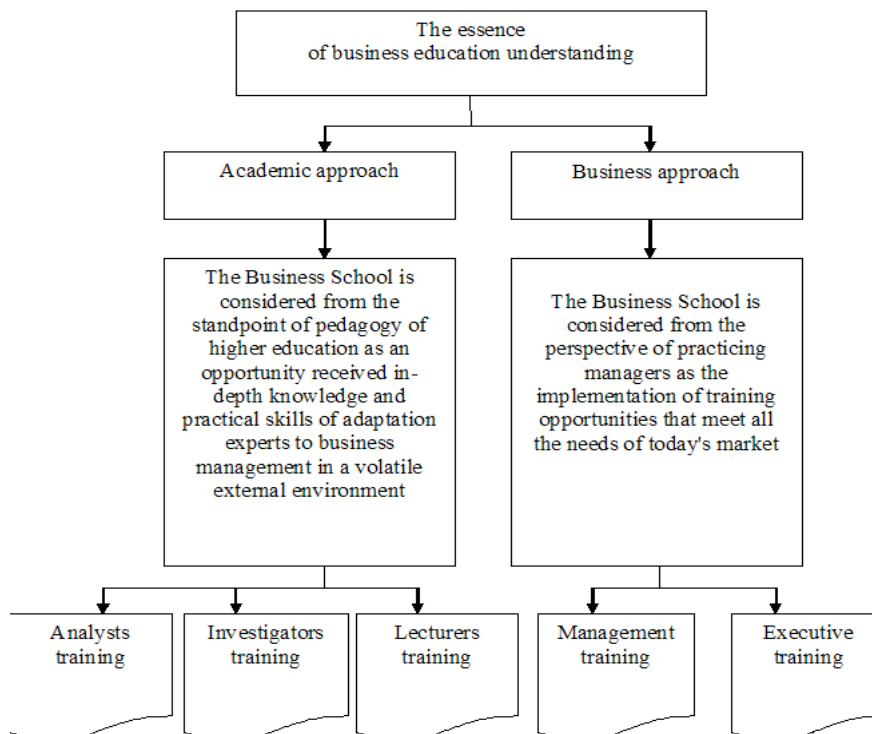 The essence
of business education understanding
Academic approach
Business approach
The Business School is
considered from the
standpoint of pedagogy of
higher education as an
opportunity received in-
depth knowledge and
practical skills of adaptation
experts to business
management in a volatile
external environment
The Business School is
considered from the
perspective of practicing
managers as the
implementation of training
opportunities that meet all
the needs of today's market
Analysts
training
Investigators
training
Lecturers
training
Management
training
Executive
training